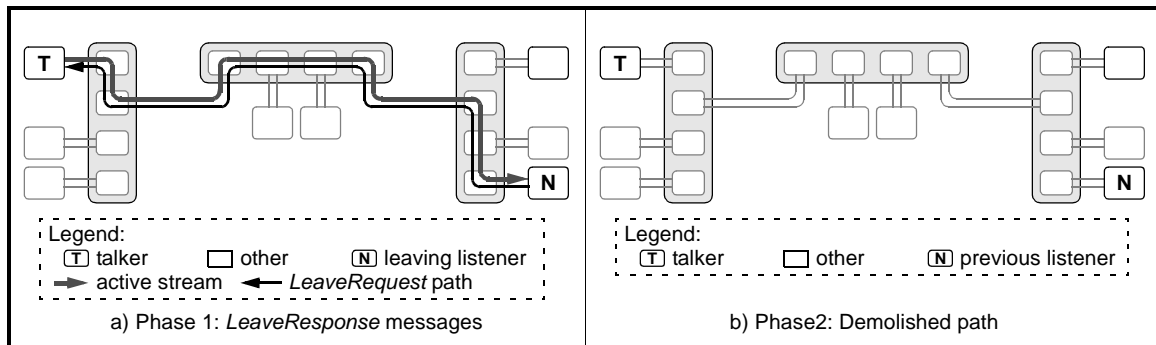 T
N
Legend:
T talker other N leaving listener
active stream LeaveRequest path
a) Phase 1: LeaveResponse messages
T
N
Legend:
T talker other N previous listener
b) Phase2: Demolished path